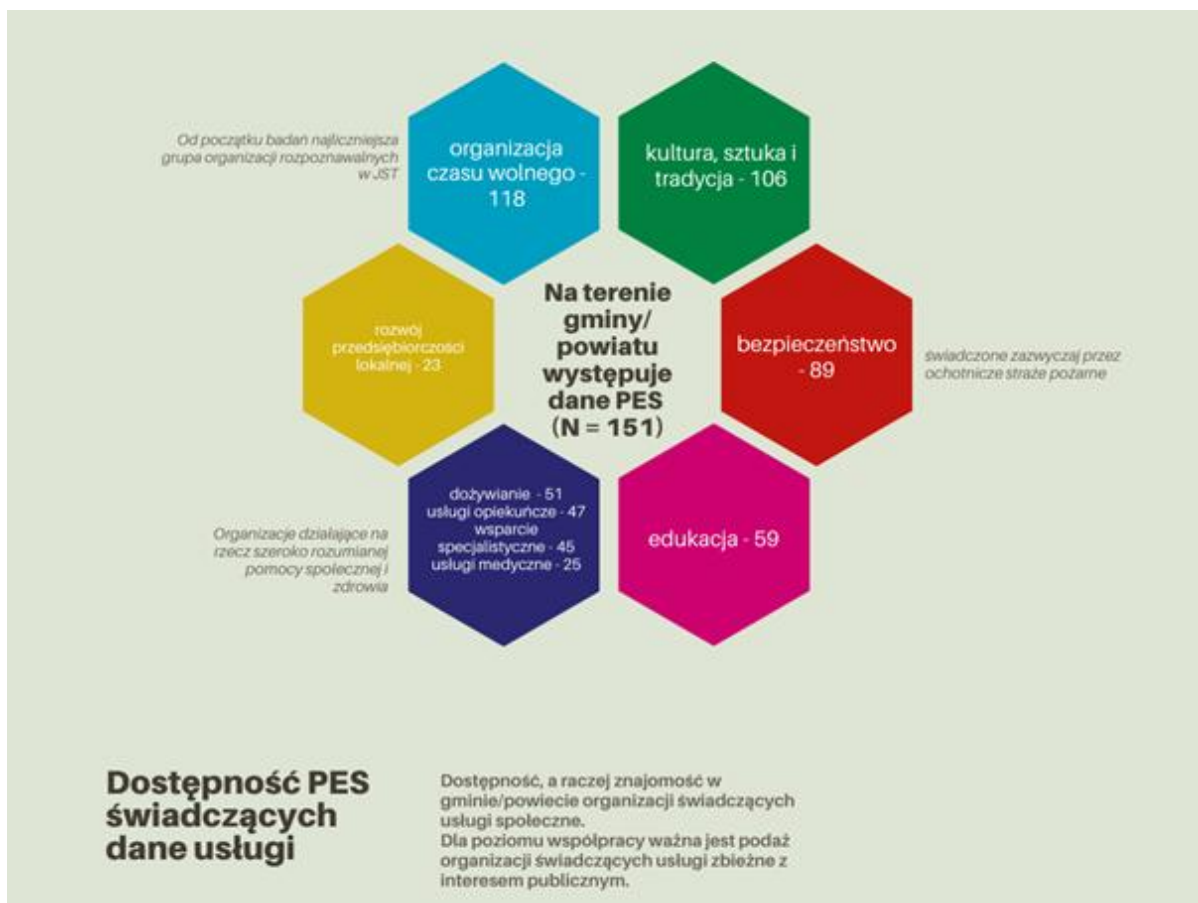 Od początku badań najliczniejsza
grupa organizacji rozpoznawalnych
w JST
organizacja
czasu wolnego -
118
kultura, sztuka i
tradycja - 106
rozwój
przedsiębiorczości
lokalnej - 23
Na terenie
gminy/
powiatu
występuje
dane PES
(N = 151)
bezpieczeństwo
- 89
świadczone zazwyczaj przez
ochotnicze straże pożarne
Organizacje działające na
rzecz szeroko rozumianej
pomocy społecznej i
zdrowia
dożywianie - 51
usługi opiekuńcze - 47
wsparcie
specjalistyczne - 45
usługi medyczne - 25
edukacja - 59
Dostępność PES
świadczących
dane usługi
Dostępność, a raczej znajomość w
gminie/powiecie organizacji świadczących
usługi społeczne.
Dla poziomu współpracy ważna jest podaż
organizacji świadczących usługi zbieżne z
interesem publicznym.